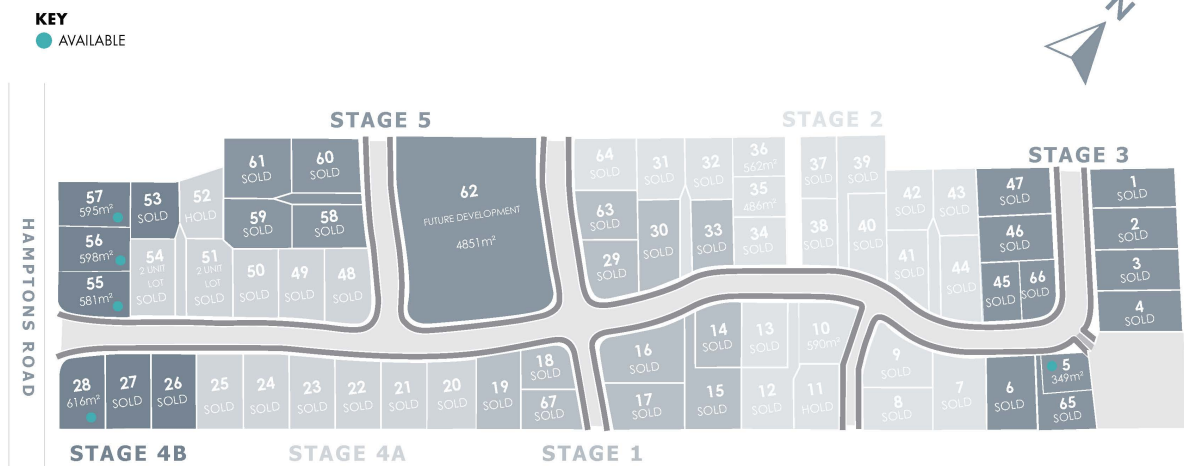 N
KEY
AVAILABLE
STAGE 5
STAGE 2
STAGE 3
HAMPTONS ROAD
57
595m²
56
598m²
55
581m²
53
SOLD
52
HOLD
61
SOLD
60
SOLD
59
SOLD
58
SOLD
54
2 UNIT
LOT
SOLD
51
2 UNIT
LOT
SOLD
50
SOLD
49
SOLD
48
SOLD
62
FUTURE DEVELOPMENT
4851m²
64
SOLD
31
SOLD
32
SOLD
36
562m²
35
486m²
34
SOLD
63
SOLD
29
SOLD
30
SOLD
33
SOLD
37
SOLD
39
SOLD
38
SOLD
40
SOLD
42
SOLD
43
SOLD
41
SOLD
44
SOLD
47
SOLD
46
SOLD
45
SOLD
66
SOLD
1
SOLD
2
SOLD
3
SOLD
4
SOLD
28
616m²
27
SOLD
26
SOLD
25
SOLD
24
SOLD
23
SOLD
22
SOLD
21
SOLD
20
SOLD
19
SOLD
18
SOLD
67
SOLD
16
SOLD
17
SOLD
14
SOLD
15
SOLD
13
SOLD
12
SOLD
10
590m²
11
HOLD
9
SOLD
8
SOLD
7
SOLD
6
SOLD
5
349m²
65
SOLD
STAGE 4B
STAGE 4A
STAGE 1